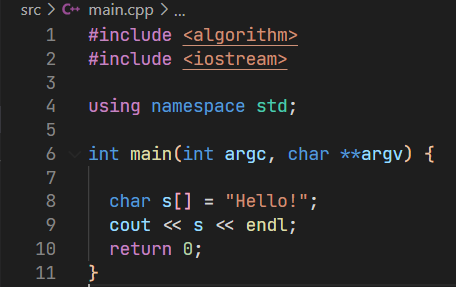 src > C++ main.cpp > ...
1 #include <algorithm>
2 #include <iostream>
3
4 using namespace std;
5
6 int main(int argc, char **argv) {
7
8 char s[] = "Hello!";
9 cout << s << endl;
10 return 0;
11 }